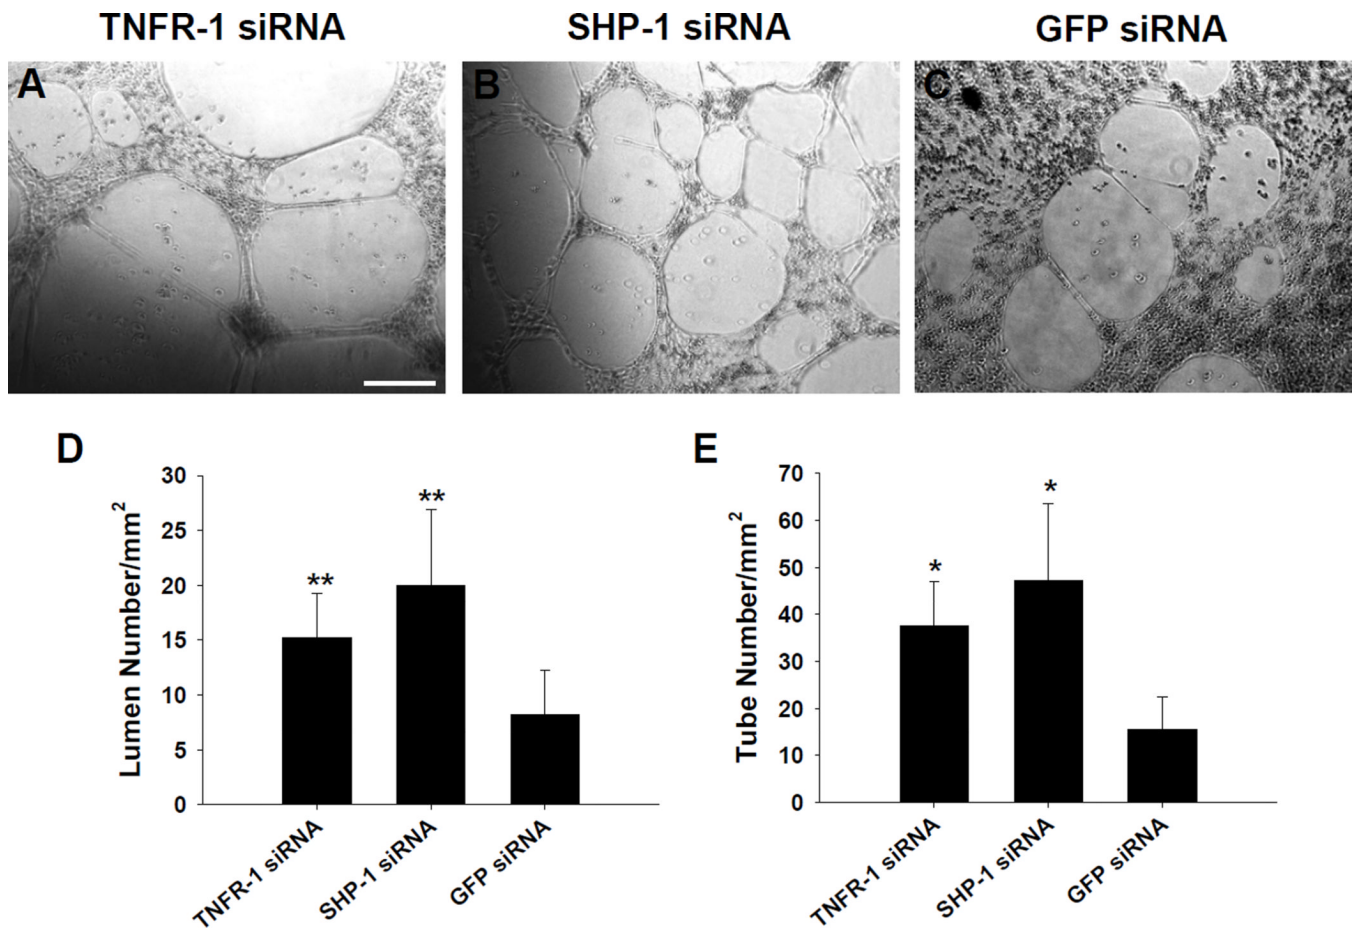 TNFR-1 siRNA SHP-1 siRNA GFP siRNA
A B C
D
Lumen Number/mm²
30
25
20
15
10
5
0
** **
TNFR-1 siRNA SHP-1 siRNA GFP siRNA
E
Tube Number/mm²
70
60
50
40
30
20
10
0
* *
TNFR-1 siRNA SHP-1 siRNA GFP siRNA